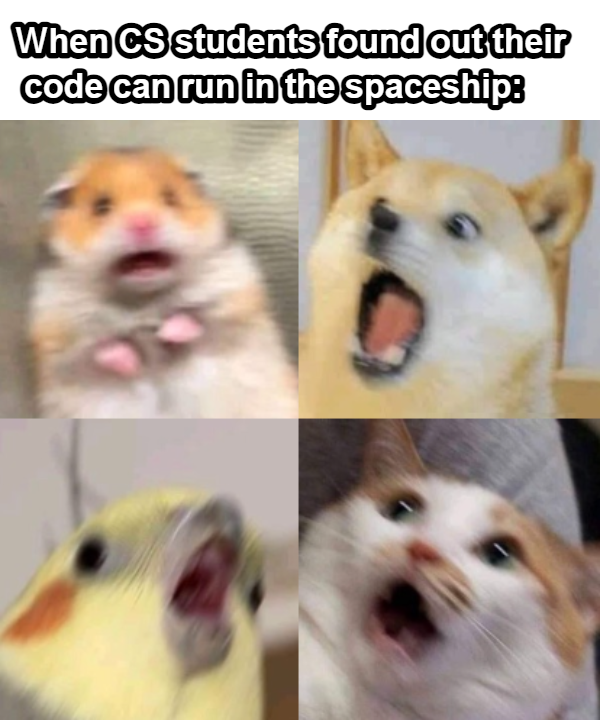 When CS students found out their
code can run in the spaceship: